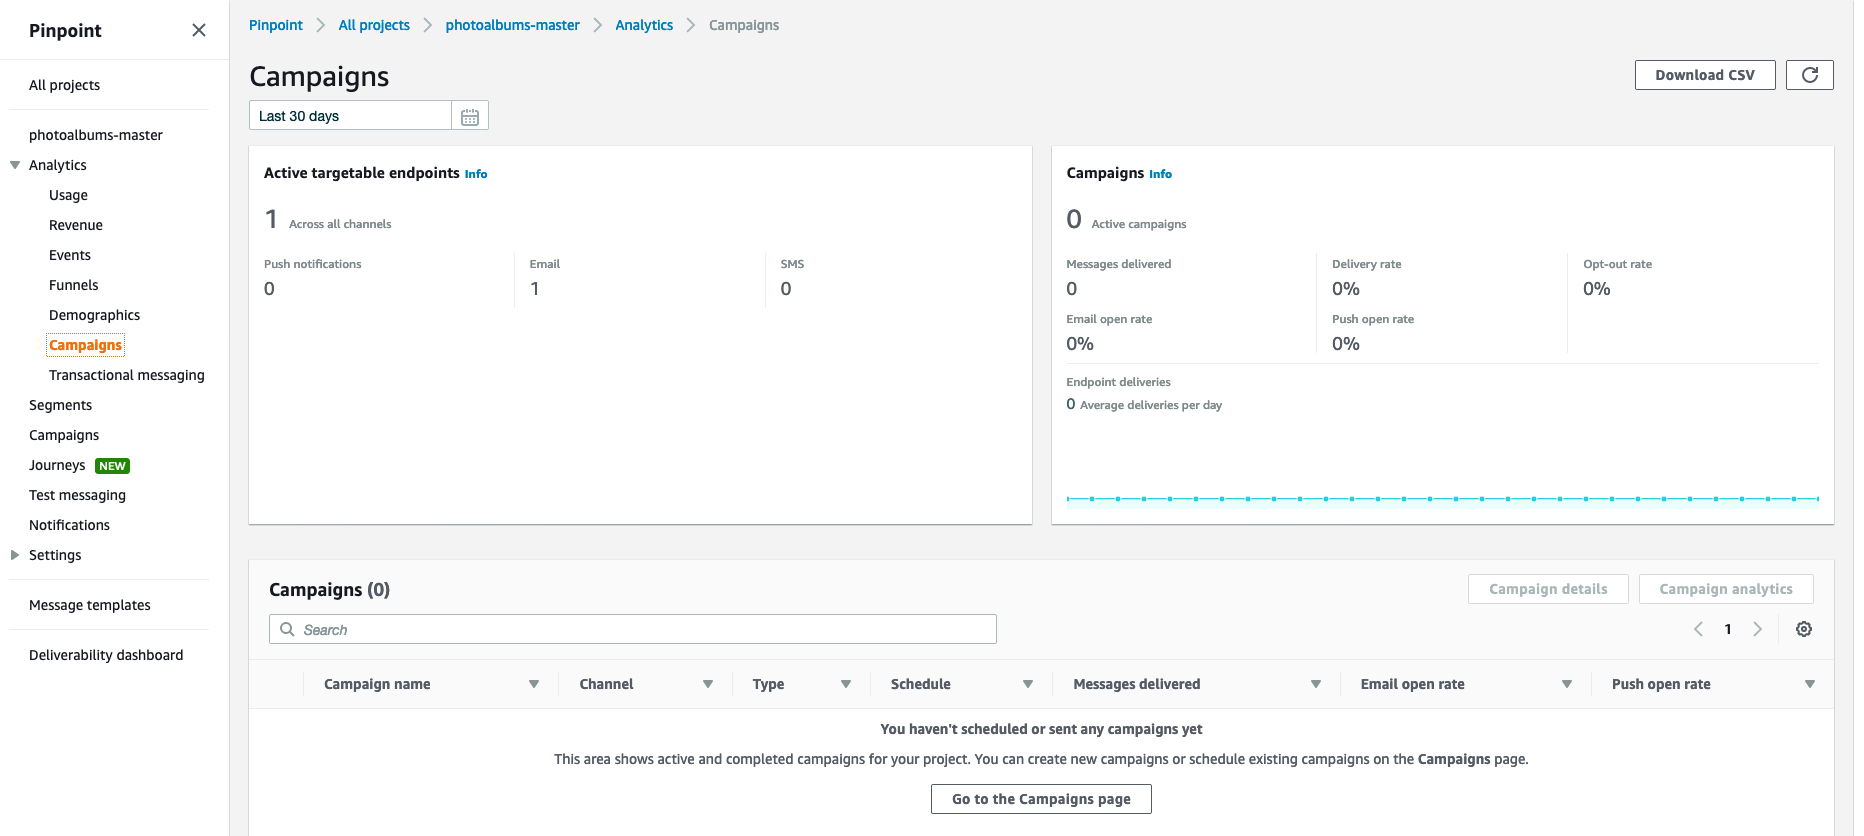 Pinpoint
All projects
photoalbums-master
Analytics
Usage
Revenue
Events
Funnels
Demographics
Campaigns
Transactional messaging
Segments
Campaigns
Journeys NEW
Test messaging
Notifications
Settings
Message templates
Deliverability dashboard
Pinpoint All projects photoalbums-master Analytics Campaigns
Campaigns
Download CSV
Last 30 days
Active targetable endpoints Info
1 Across all channels
Push notifications Email SMS
0 1 0
Campaigns Info
0 Active campaigns
Messages delivered Delivery rate Opt-out rate
0 0% 0%
Email open rate Push open rate
0% 0%
Endpoint deliveries
0 Average deliveries per day
Campaigns (0)
Campaign details Campaign analytics
Search
1
Campaign name Channel Type Schedule Messages delivered Email open rate Push open rate
You haven't scheduled or sent any campaigns yet
This area shows active and completed campaigns for your project. You can create new campaigns or schedule existing campaigns on the Campaigns page.
Go to the Campaigns page